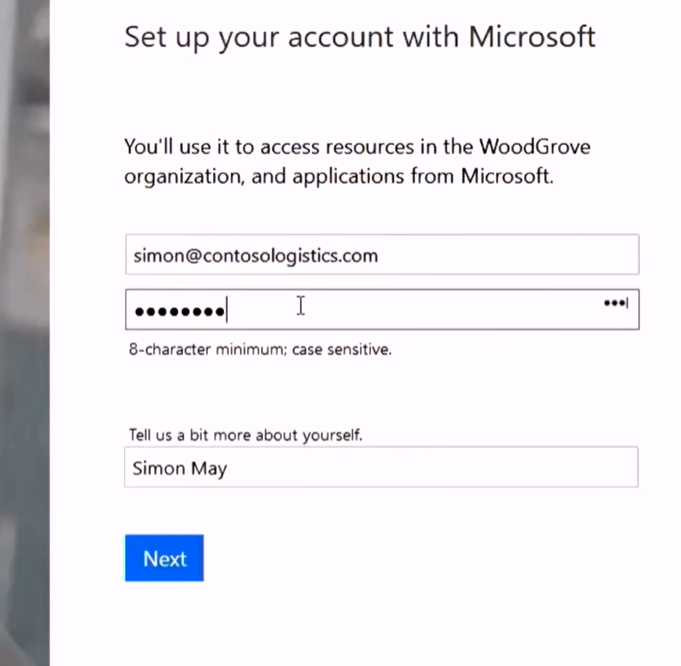 Set up your account with Microsoft
You'll use it to access resources in the WoodGrove
organization, and applications from Microsoft.
simon@contosologistics.com
●●●●●●●●
8-character minimum; case sensitive.
Tell us a bit more about yourself.
Simon May
Next